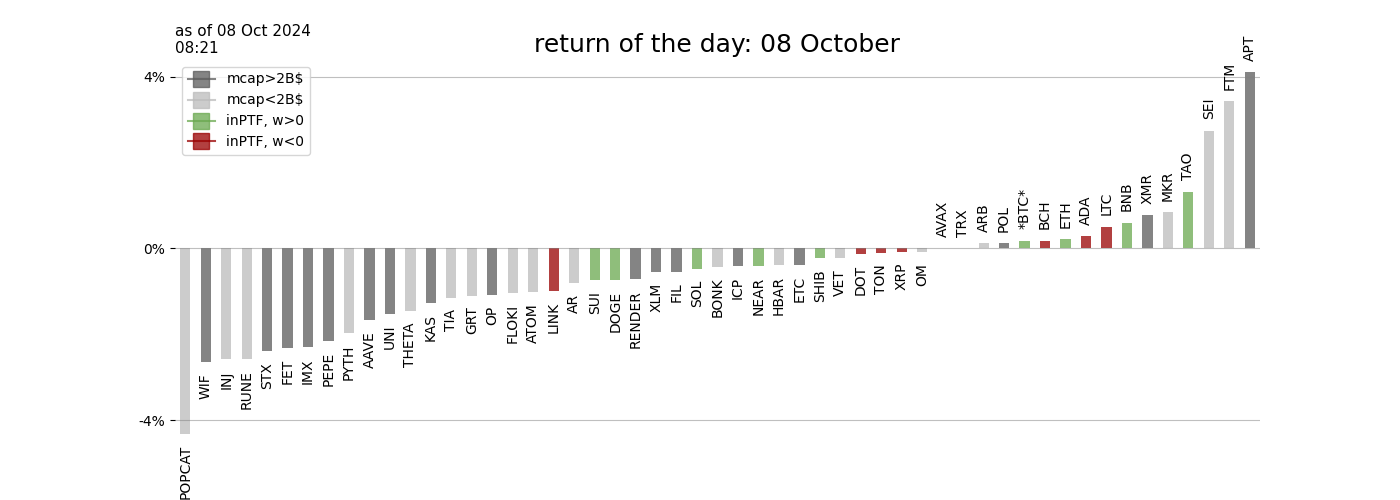 as of 08 Oct 2024
08:21
return of the day: 08 October
mcap>2B$
mcap<2B$
inPTF, w>0
inPTF, w<0
4%
0%
-4%
POPCAT
WIF
INJ
RUNE
STX
FET
IMX
PEPE
PYTH
AAVE
UNI
THETA
KAS
TIA
GRT
OP
FLOKI
ATOM
LINK
AR
SUI
DOGE
RENDER
XLM
FIL
SOL
BONK
ICP
NEAR
HBAR
ETC
SHIB
VET
DOT
TON
XRP
OM
AVAX
TRX
ARB
POL
*BTC*
BCH
ETH
ADA
LTC
BNB
XMR
MKR
TAO
SEI
FTM
APT